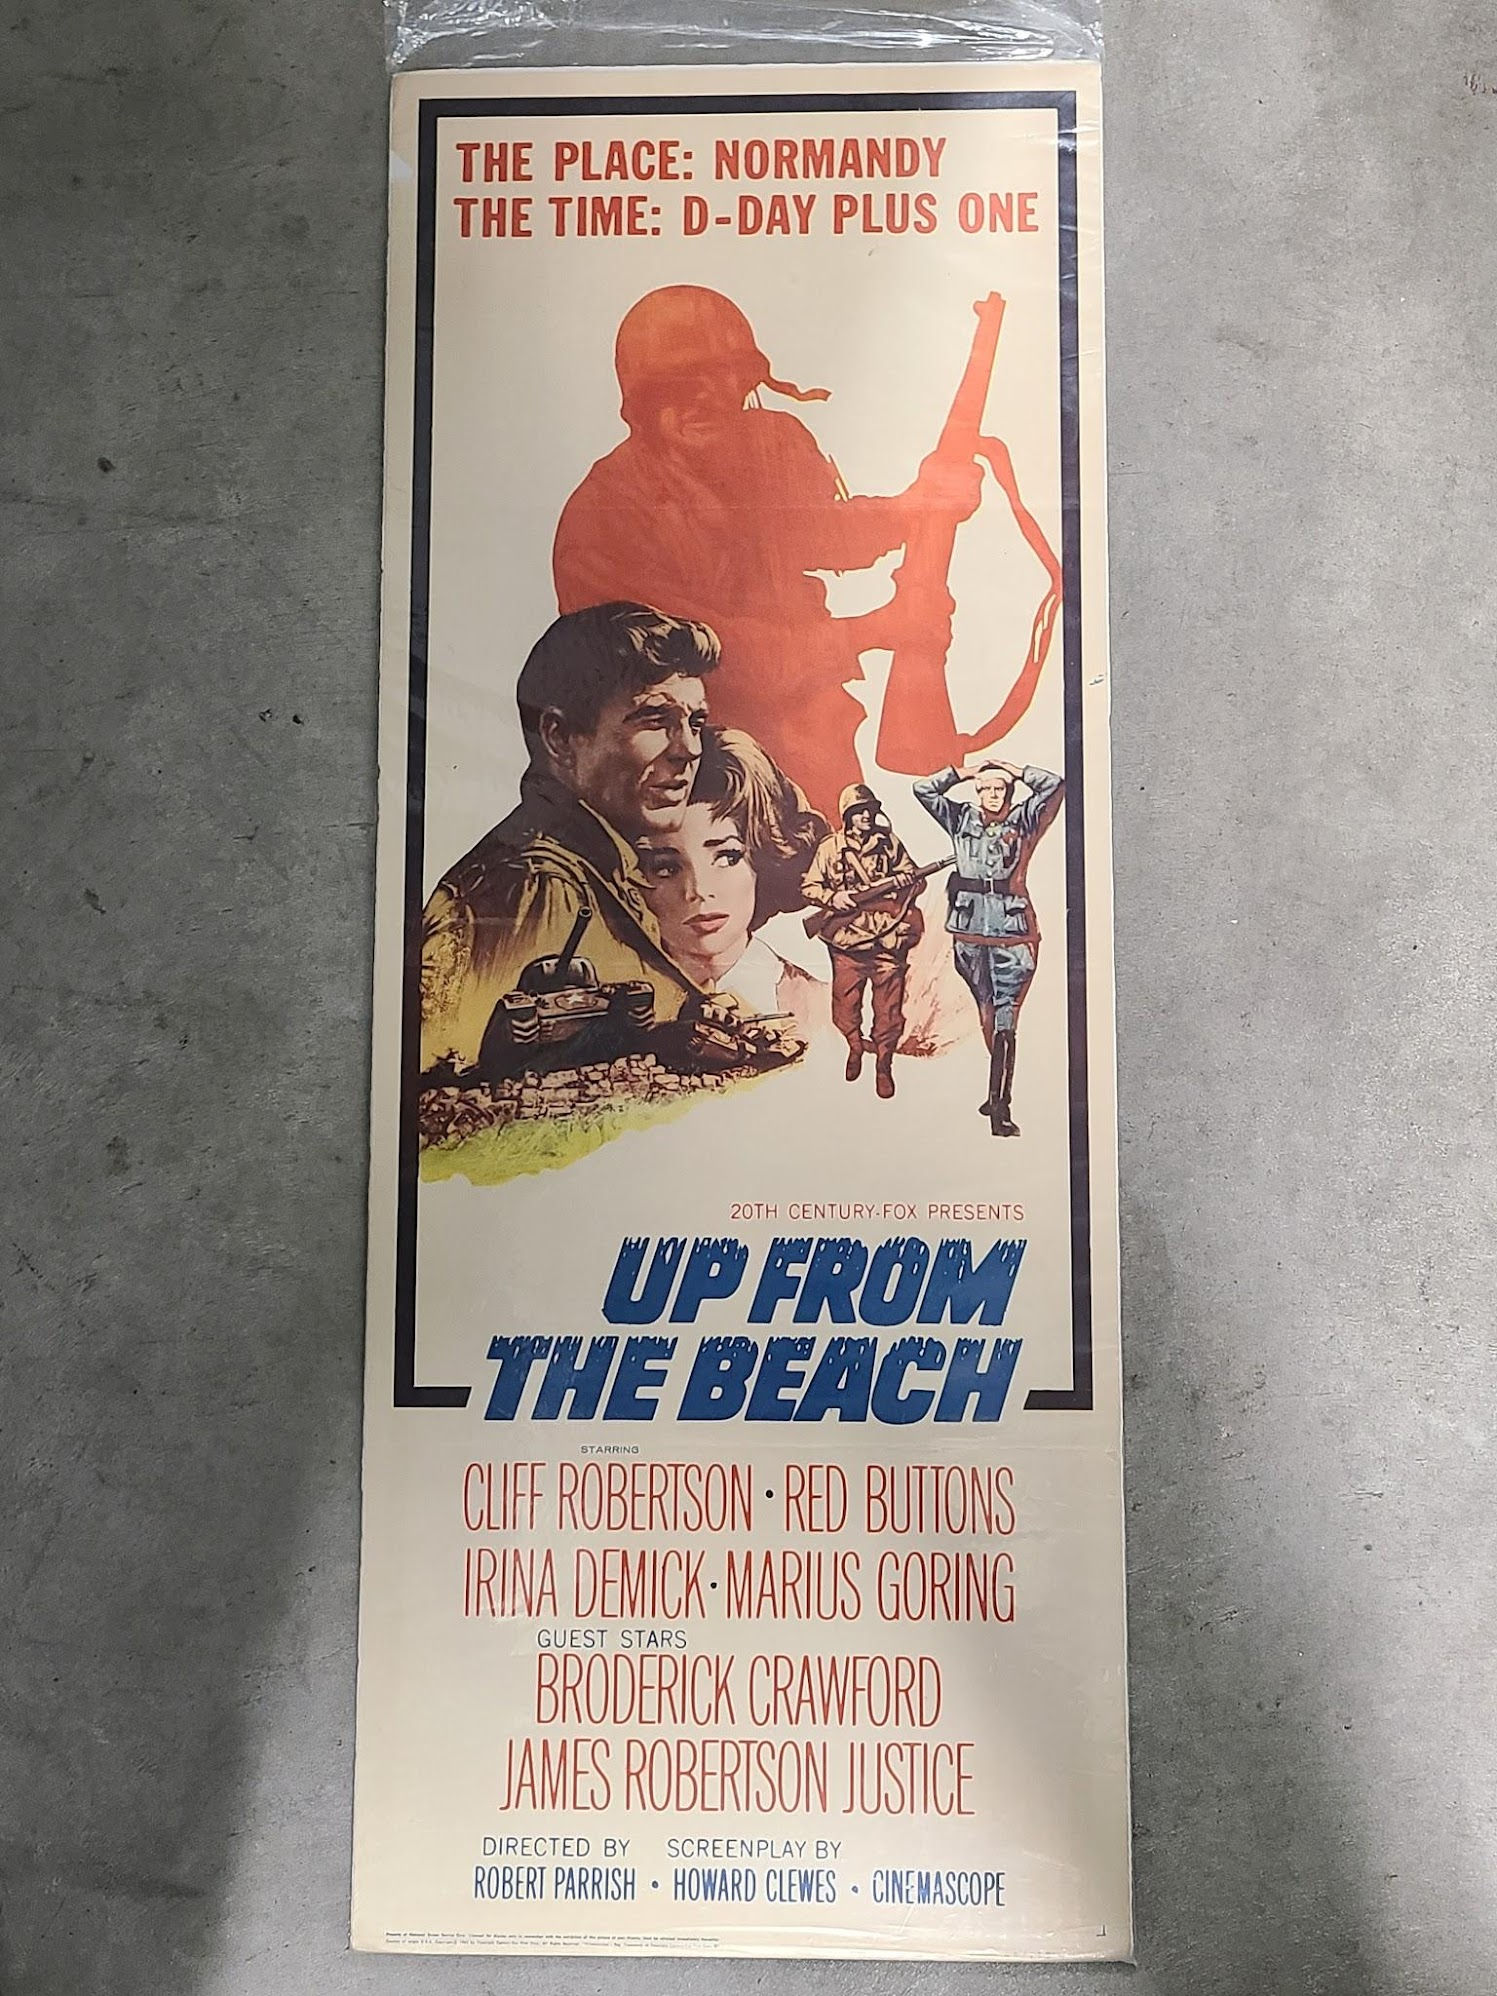 THE PLACE: NORMANDY
THE TIME: D-DAY PLUS ONE
20TH CENTURY-FOX PRESENTS
UP FROM
THE BEACH
STARRING
CLIFF ROBERTSON • RED BUTTONS
IRINA DEMICK • MARIUS GORING
GUEST STARS
BRODERICK CRAWFORD
JAMES ROBERTSON JUSTICE
DIRECTED BY SCREENPLAY BY
ROBERT PARRISH • HOWARD CLEWES • CINEMASCOPE